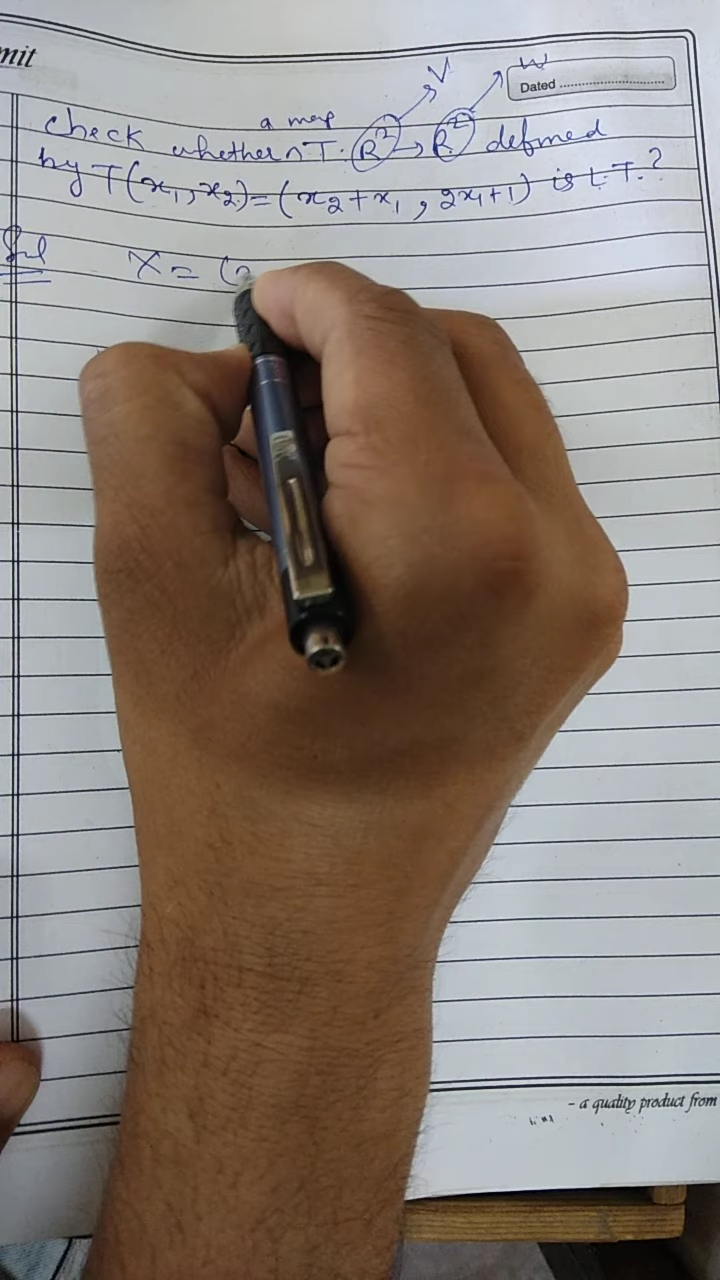 mit
V
W
Dated
a map
Check whether ∧ T: R² → R² defined
by T(x₁, x₂) = (x₂ + x₁ , 2x₁+1) is L.T.?
Sol
X = (
- a quality product from